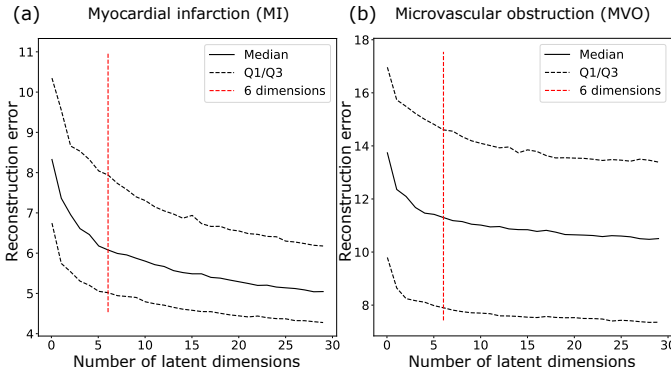 (a) Myocardial infarction (MI)
11
10
9
8
7
6
5
4
Reconstruction error
0 5 10 15 20 25 30
Number of latent dimensions
Median
Q1/Q3
6 dimensions
(b) Microvascular obstruction (MVO)
18
16
14
12
10
8
Reconstruction error
0 5 10 15 20 25 30
Number of latent dimensions
Median
Q1/Q3
6 dimensions